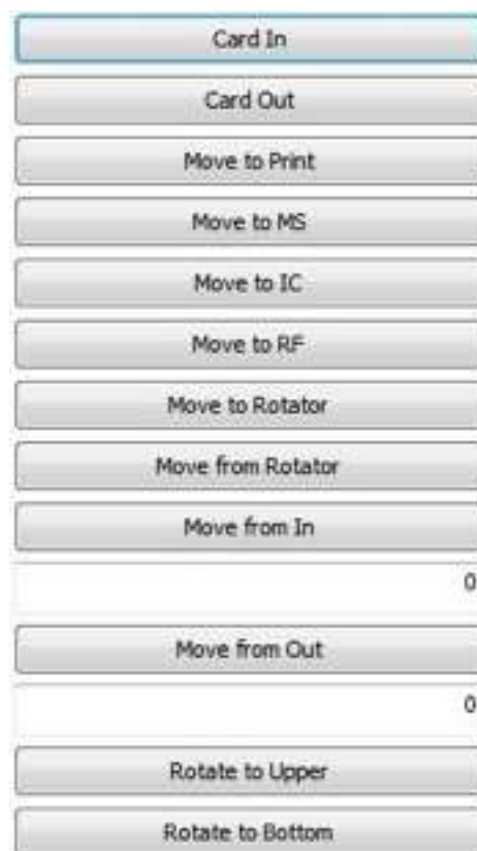 Card In
Card Out
Move to Print
Move to MS
Move to IC
Move to RF
Move to Rotator
Move from Rotator
Move from In
0
Move from Out
0
Rotate to Upper
Rotate to Bottom